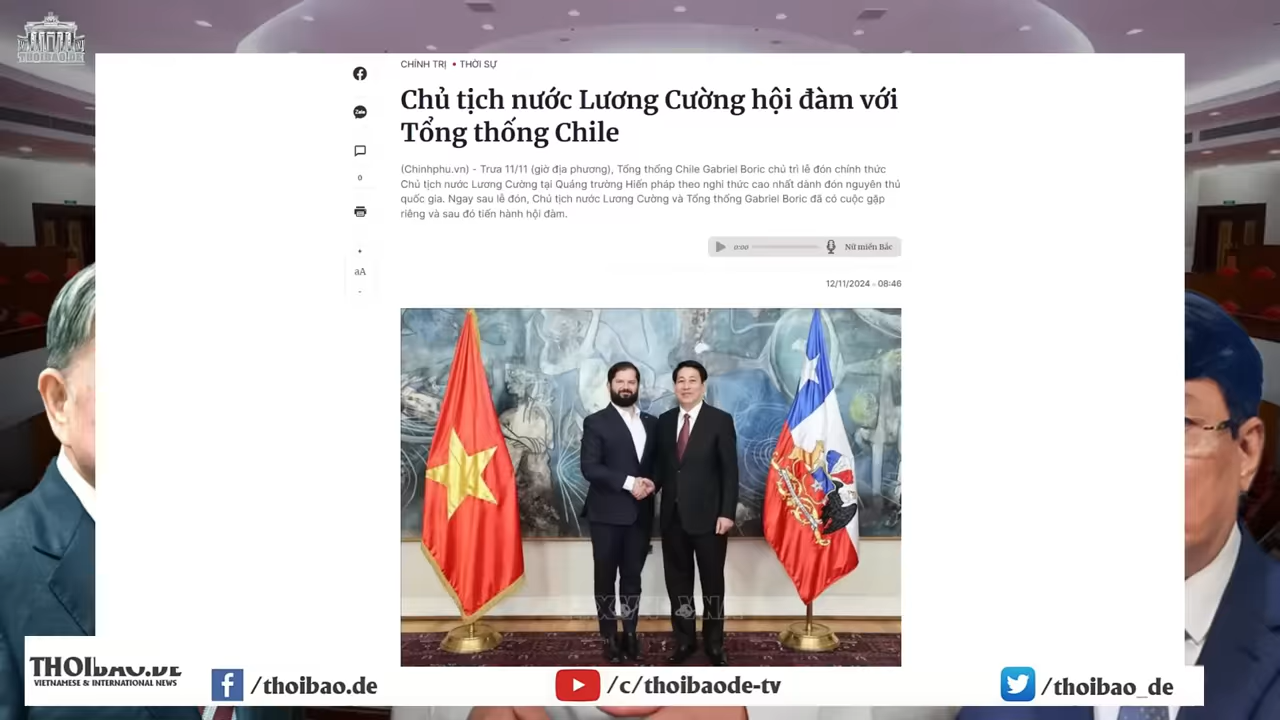 THOIBAO.DE
CHÍNH TRỊ • THỜI SỰ
Chủ tịch nước Lương Cường hội đàm với
Tổng thống Chile
(Chinhphu.vn) - Trưa 11/11 (giờ địa phương), Tổng thống Chile Gabriel Boric chủ trì lễ đón chính thức
Chủ tịch nước Lương Cường tại Quảng trường Hiến pháp theo nghi thức cao nhất dành đón nguyên thủ
quốc gia. Ngay sau lễ đón, Chủ tịch nước Lương Cường và Tổng thống Gabriel Boric đã có cuộc gặp
riêng và sau đó tiến hành hội đàm.
Zalo
0
+
aA
-
0:00 Nữ miền Bắc
12/11/2024 - 08:46
THOIBAO.DE
VIETNAMESE & INTERNATIONAL NEWS
/thoibao.de
/c/thoibaode-tv
/thoibao_de